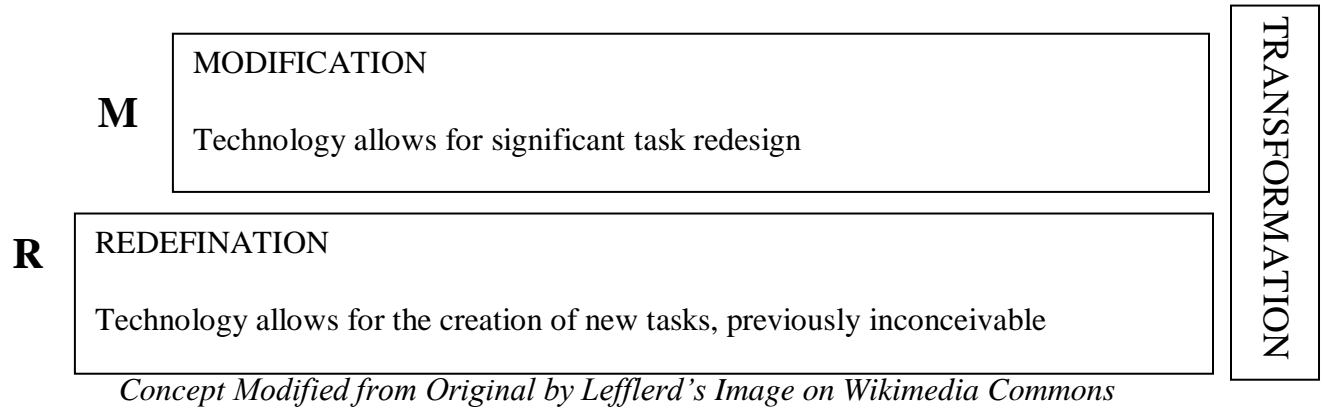 M
MODIFICATION
Technology allows for significant task redesign
R
REDEFINATION
Technology allows for the creation of new tasks, previously inconceivable
TRANSFORMATION
Concept Modified from Original by Lefflerd’s Image on Wikimedia Commons